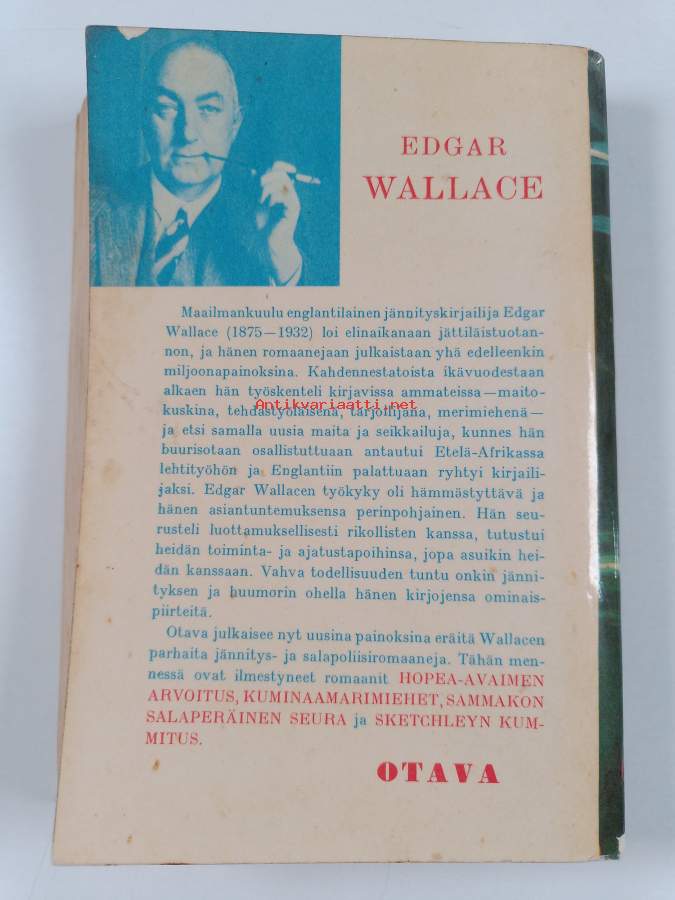 EDGAR
WALLACE
Maailmankuulu englantilainen jännityskirjailija Edgar
Wallace (1875—1932) loi elinaikanaan jättiläistuotan-
non, ja hänen romaanejaan julkaistaan yhä edelleenkin
miljoonapainoksina. Kahdennestatoista ikävuodestaan
alkaen hän työskenteli kirjavissa ammateissa—maito-
kuskina, tehdastyöläisenä, tarjoilijana, merimiehenä—
Antikvariaatti.net
ja etsi samalla uusia maita ja seikkailuja, kunnes hän
buurisotaan osallistuttuaan antautui Etelä-Afrikassa
lehtityöhön ja Englantiin palattuaan ryhtyi kirjaili-
jaksi. Edgar Wallacen työkyky oli hämmästyttävä ja
hänen asiantuntemuksensa perinpohjainen. Hän seu-
rusteli luottamuksellisesti rikollisten kanssa, tutustui
heidän toiminta- ja ajatustapoihinsa, jopa asuikin hei-
dän kanssaan. Vahva todellisuuden tuntu onkin jänni-
tyksen ja huumorin ohella hänen kirjojensa ominais-
piirteitä.
Otava julkaisee nyt uusina painoksina eräitä Wallacen
parhaita jännitys- ja salapoliisiromaaneja. Tähän men-
nessä ovat ilmestyneet romaanit HOPEA-AVAIMEN
ARVOITUS, KUMINAAMARIMIEHET, SAMMAKON
SALAPERÄINEN SEURA ja SKETCHLEYN KUM-
MITUS.
OTAVA